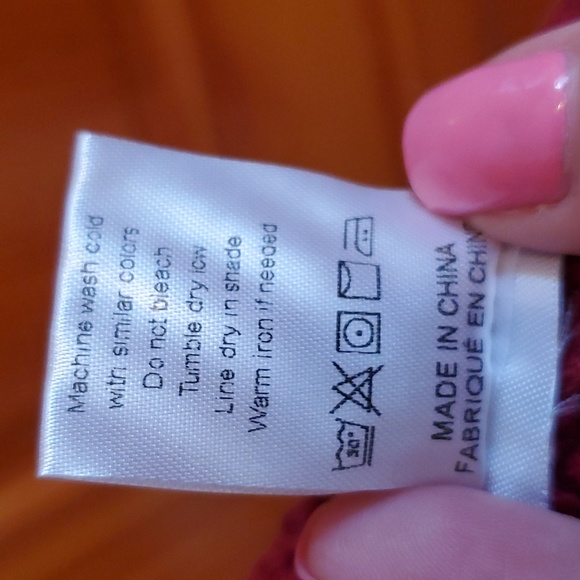 Machine wash cold
with similar colors
Do not bleach
Tumble dry low
Line dry in shade
Warm iron if needed
30°
MADE IN CHINA
FABRIQUÉ EN